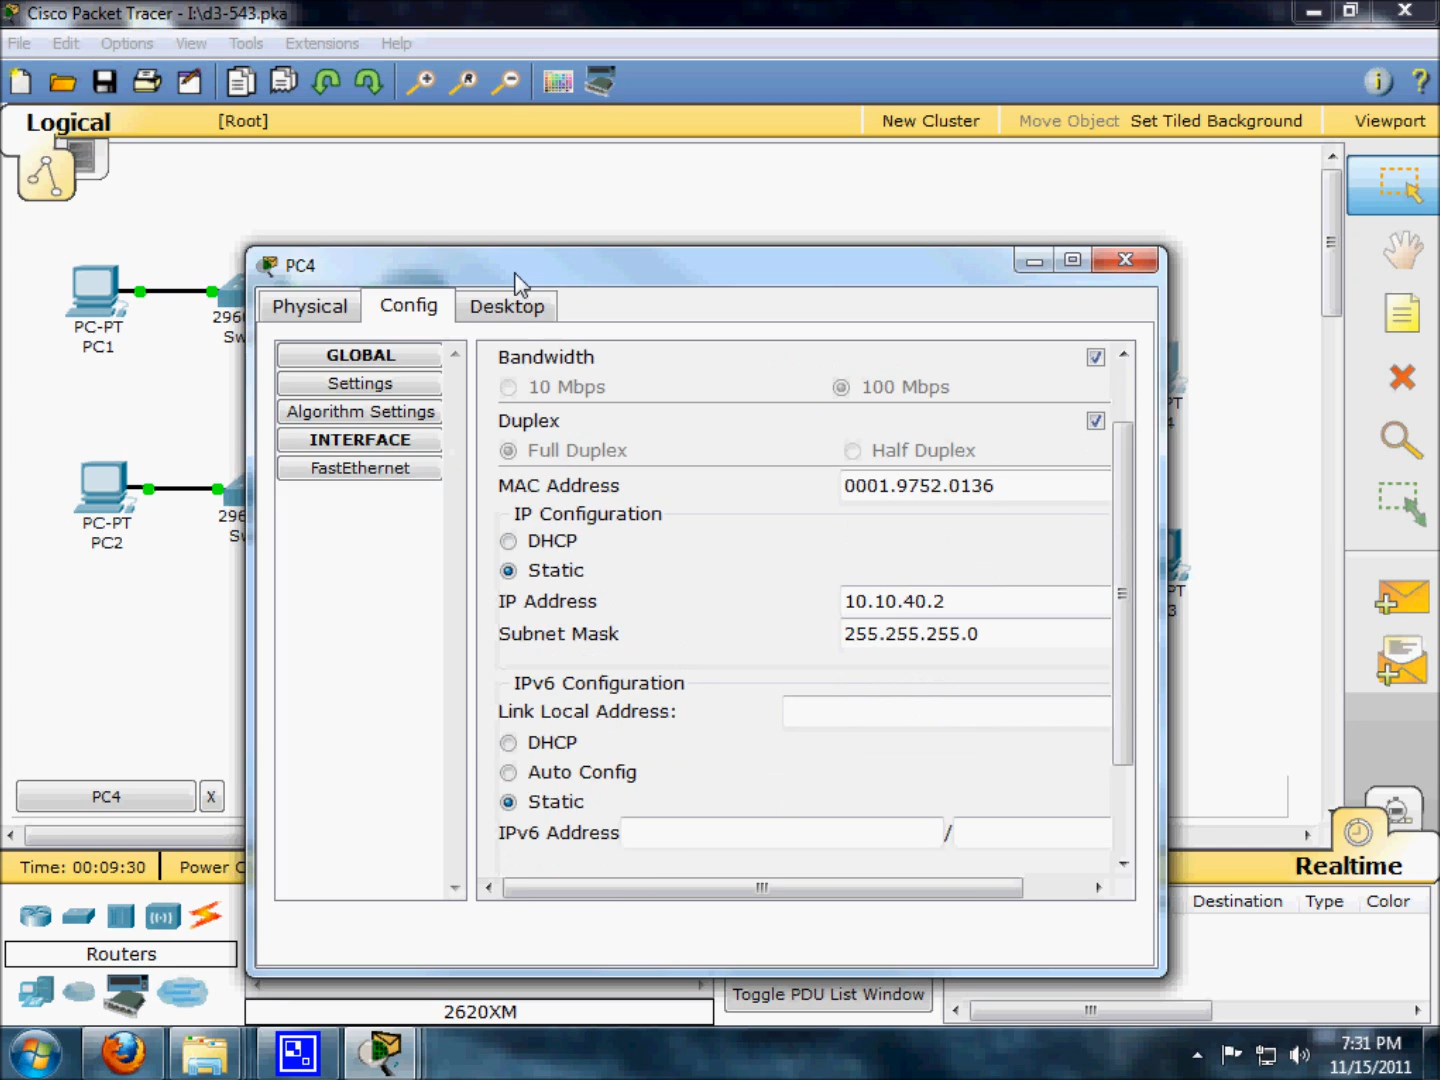 Cisco Packet Tracer - I:\d3-543.pka
File Edit Options View Tools Extensions Help
Logical [Root] New Cluster Move Object Set Tiled Background Viewport
PC4
Physical Config Desktop
PC-PT
PC1
PC-PT
PC2
GLOBAL
Settings
Algorithm Settings
INTERFACE
FastEthernet
Bandwidth
10 Mbps 100 Mbps
Duplex
Full Duplex Half Duplex
MAC Address 0001.9752.0136
IP Configuration
DHCP
Static
IP Address 10.10.40.2
Subnet Mask 255.255.255.0
IPv6 Configuration
Link Local Address:
DHCP
Auto Config
Static
IPv6 Address /
PC4 X
Time: 00:09:30 Power C
Realtime
Destination Type Color
Routers
2620XM
Toggle PDU List Window
7:31 PM
11/15/2011